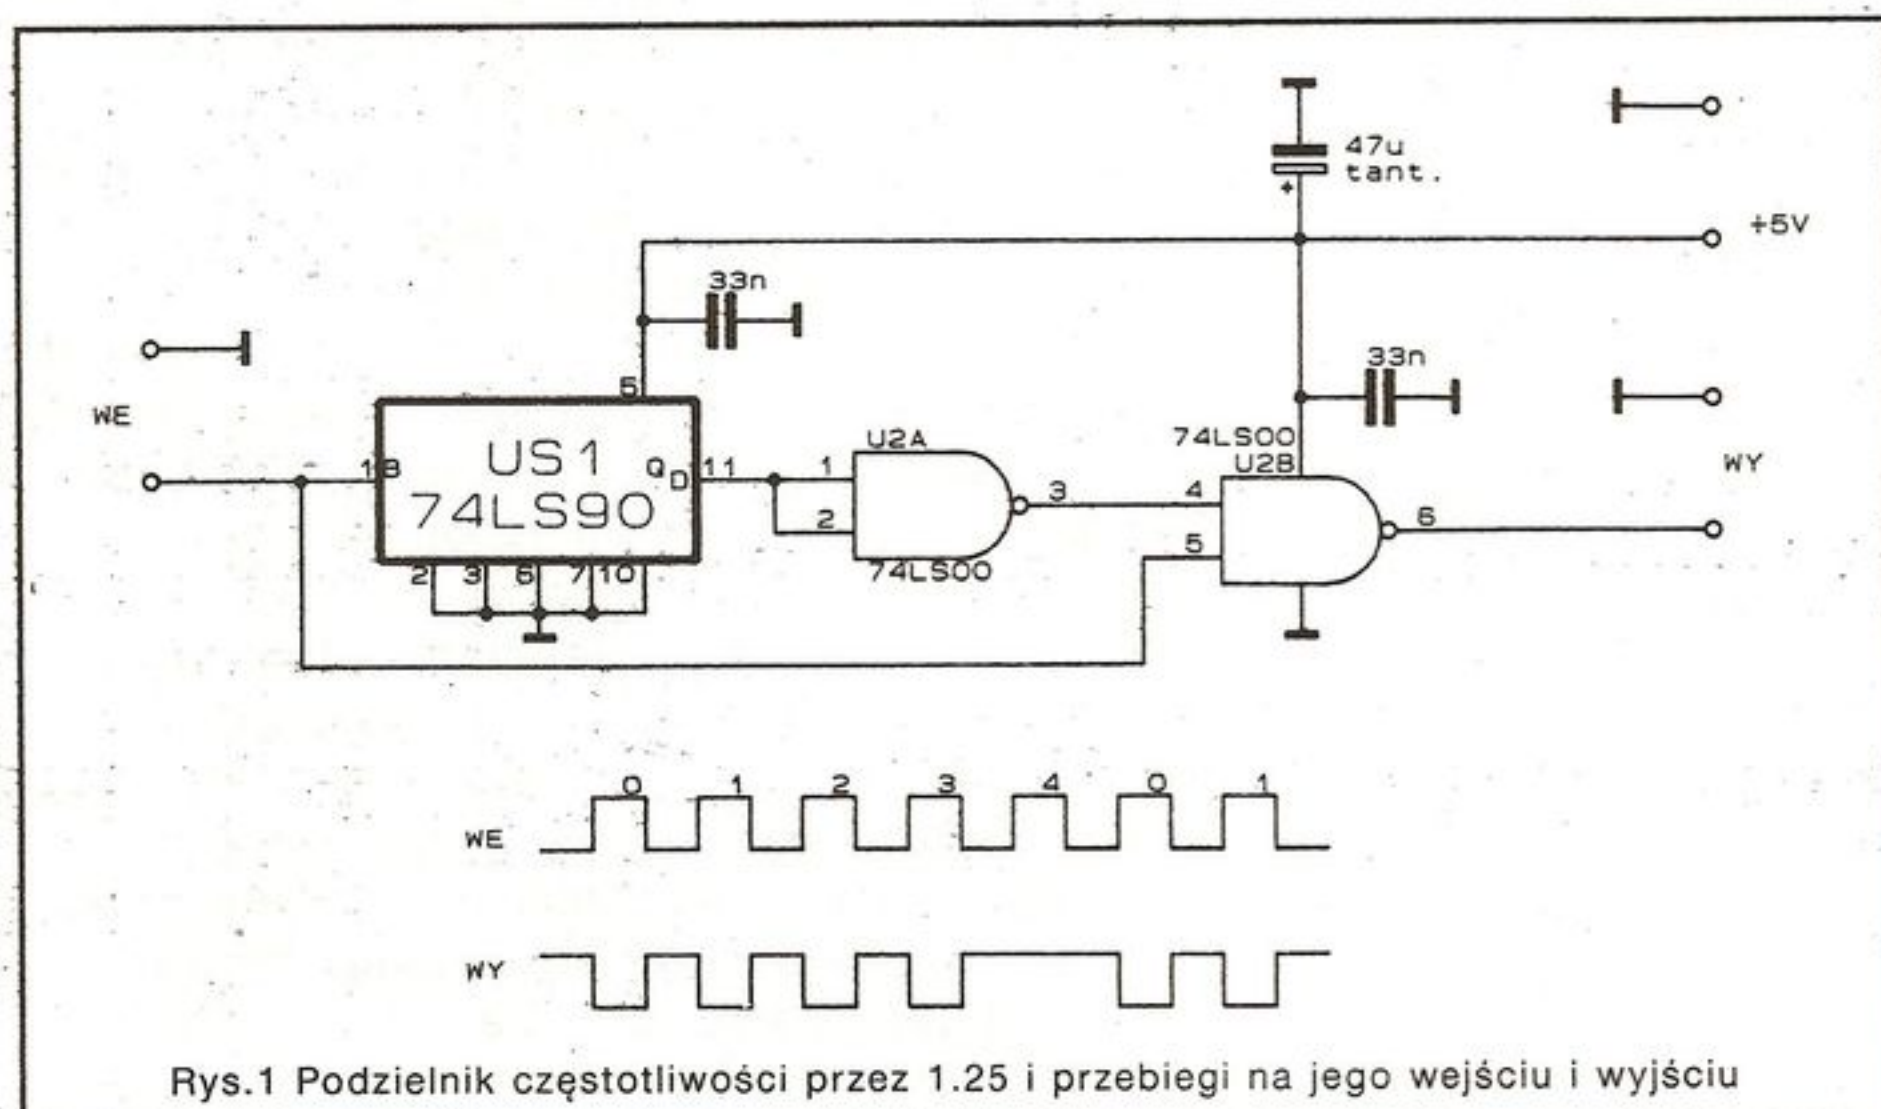 47u
tant.
+5V
33n
33n
WE
5
1 B
US1
74LS90
QD
11
2
3
6
7
10
U2A
1
2
3
74LS00
74LS00
U2B
4
5
6
WY
0 1 2 3 4 0 1
WE
WY
Rys.1 Podzielnik częstotliwości przez 1.25 i przebiegi na jego wejściu i wyjściu